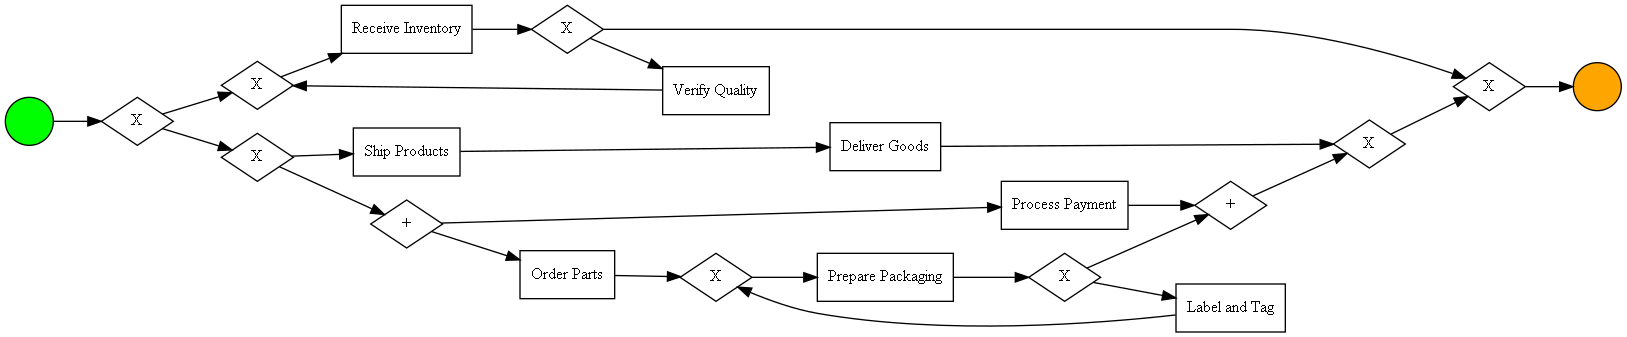 Receive Inventory
X
X
Verify Quality
X
X
X
Ship Products
Deliver Goods
X
X
+
Process Payment
+
Order Parts
X
Prepare Packaging
X
Label and Tag